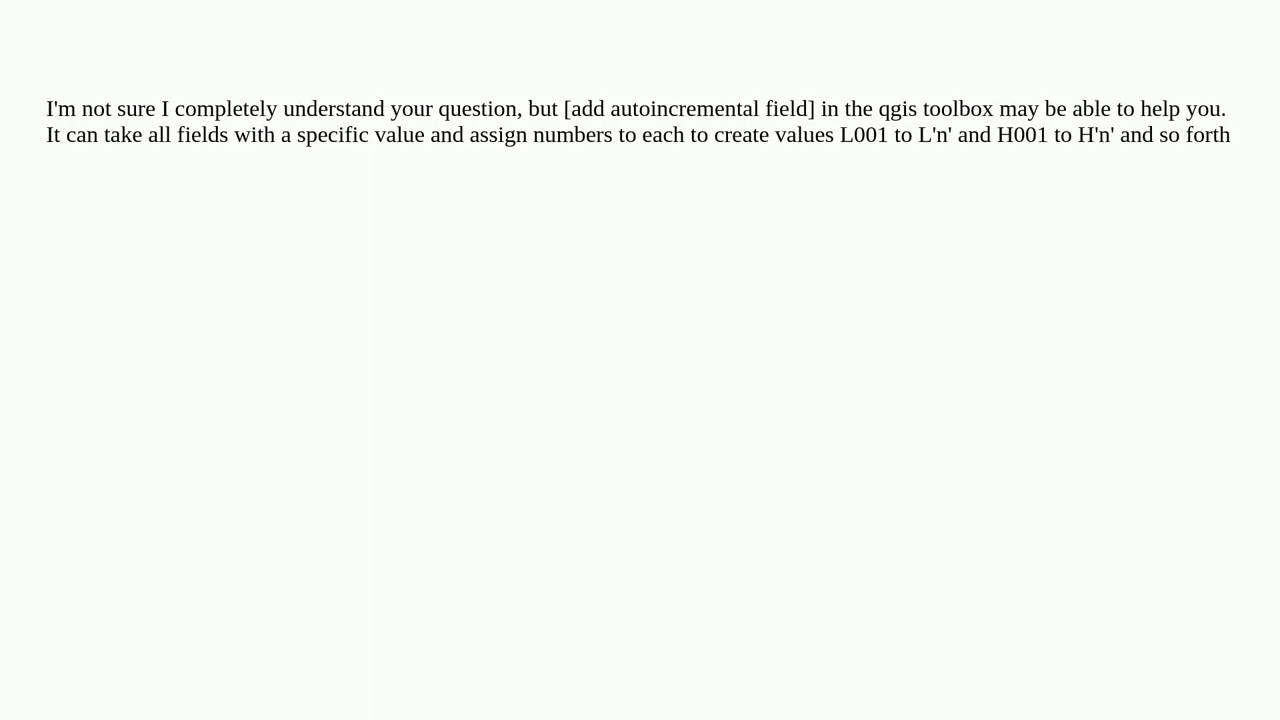 I'm not sure I completely understand your question, but [add autoincremental field] in the qgis toolbox may be able to help you.
It can take all fields with a specific value and assign numbers to each to create values L001 to L'n' and H001 to H'n' and so forth